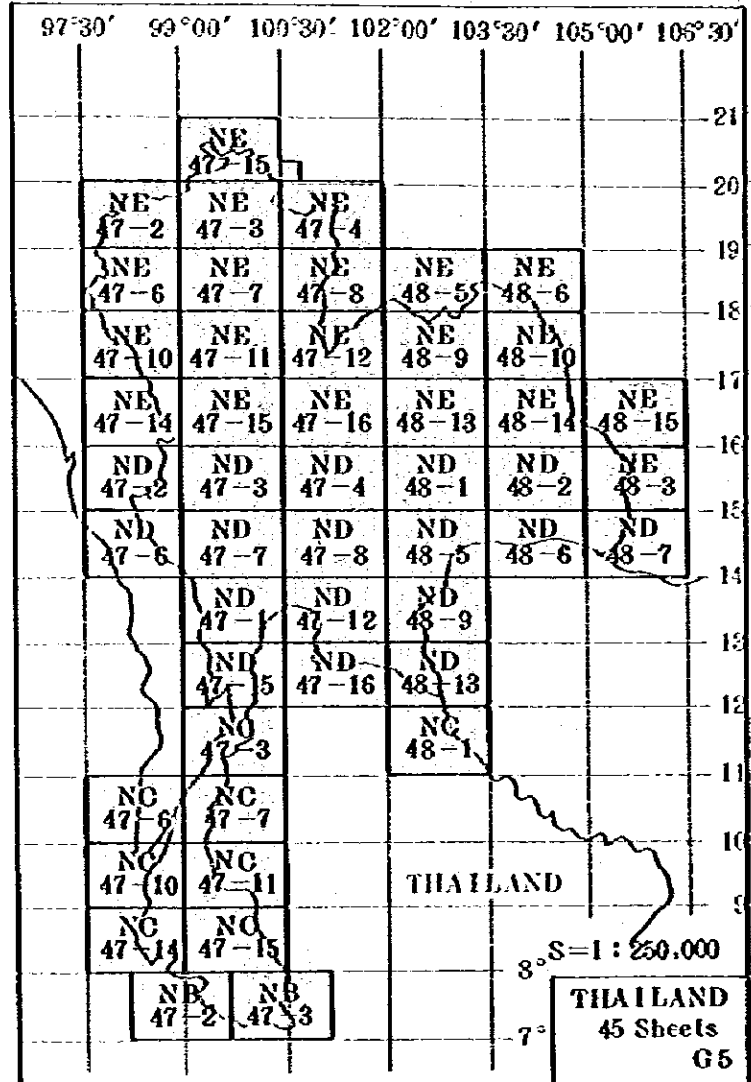 97°30′ 99°00′ 100°30′ 102°00′ 103°30′ 105°00′ 106°30′
21
NE
47-15
20
NE NE NE
47-2 47-3 47-4
19
NE NE NE NE NE
47-6 47-7 47-8 48-5 48-6
18
NE NE NE NE NE
47-10 47-11 47-12 48-9 48-10
17
NE NE NE NE NE NE
47-14 47-15 47-16 48-13 48-14 48-15
16
ND ND ND ND ND NE
47-2 47-3 47-4 48-1 48-2 48-3
15
ND ND ND ND ND ND
47-6 47-7 47-8 48-5 48-6 48-7
14
ND ND ND
47-1 47-12 48-9
13
ND ND ND
47-15 47-16 48-13
12
NC NC
47-3 48-1
11
NC NC
47-6 47-7
10
NC NC
47-10 47-11
THAILAND
9
NC NC
47-14 47-15
S=1:250.000
8°
NB NB
47-2 47-3
7°
THAILAND
45 Sheets
G5